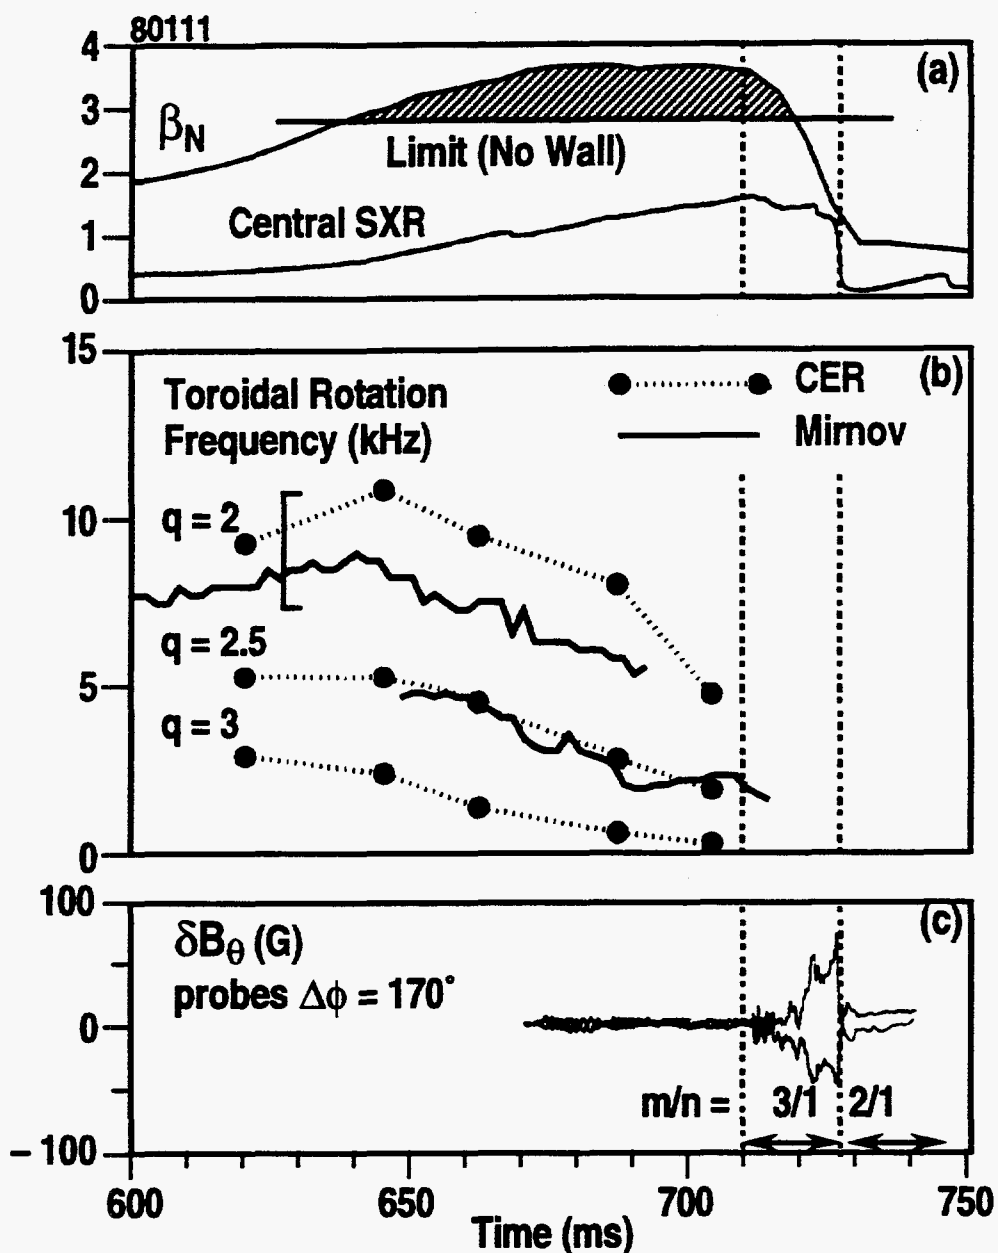 80111
4
3
2
1
0
(a)
βN
Limit (No Wall)
Central SXR
15
10
5
0
(b)
Toroidal Rotation
Frequency (kHz)
CER
Mirnov
q = 2
q = 2.5
q = 3
100
0
– 100
(c)
δBθ (G)
probes Δϕ = 170°
m/n = 3/1 2/1
600 650 700 750
Time (ms)